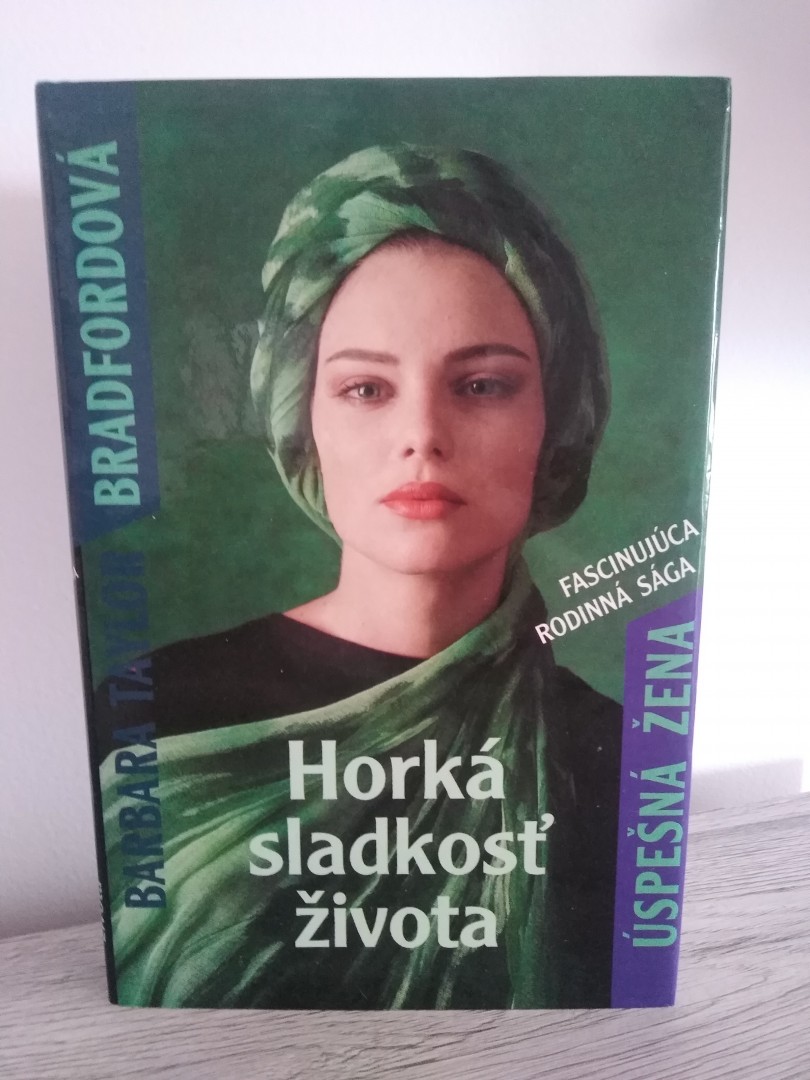 BARBARA TAYLOR BRADFORDOVÁ
FASCINUJÚCA
RODINNÁ SÁGA
ÚSPEŠNÁ ŽENA
Horká
sladkosť
života